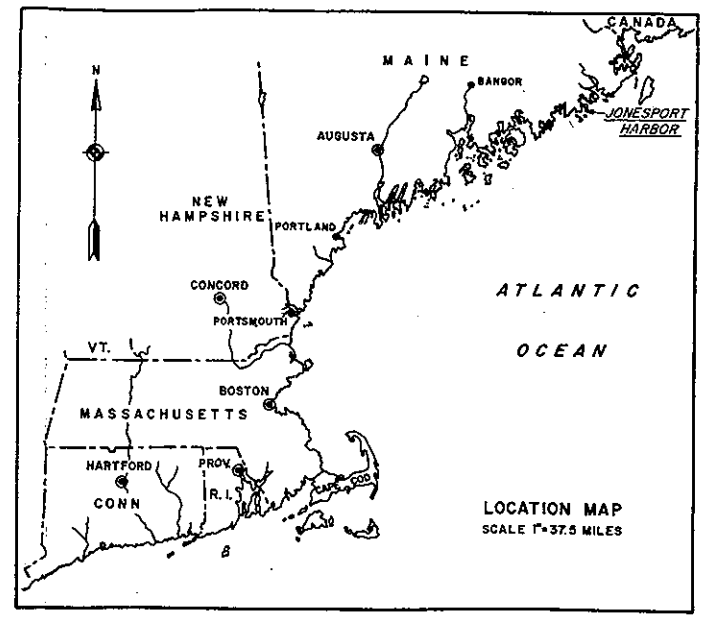 CANADA
MAINE
N
BANGOR
JONESPORT
HARBOR
AUGUSTA
NEW
HAMPSHIRE
PORTLAND
CONCORD
ATLANTIC
PORTSMOUTH
VT.
OCEAN
BOSTON
MASSACHUSETTS
HARTFORD
PROV.
CAPE COD
CONN
R.I.
LOCATION MAP
SCALE 1"=37.5 MILES